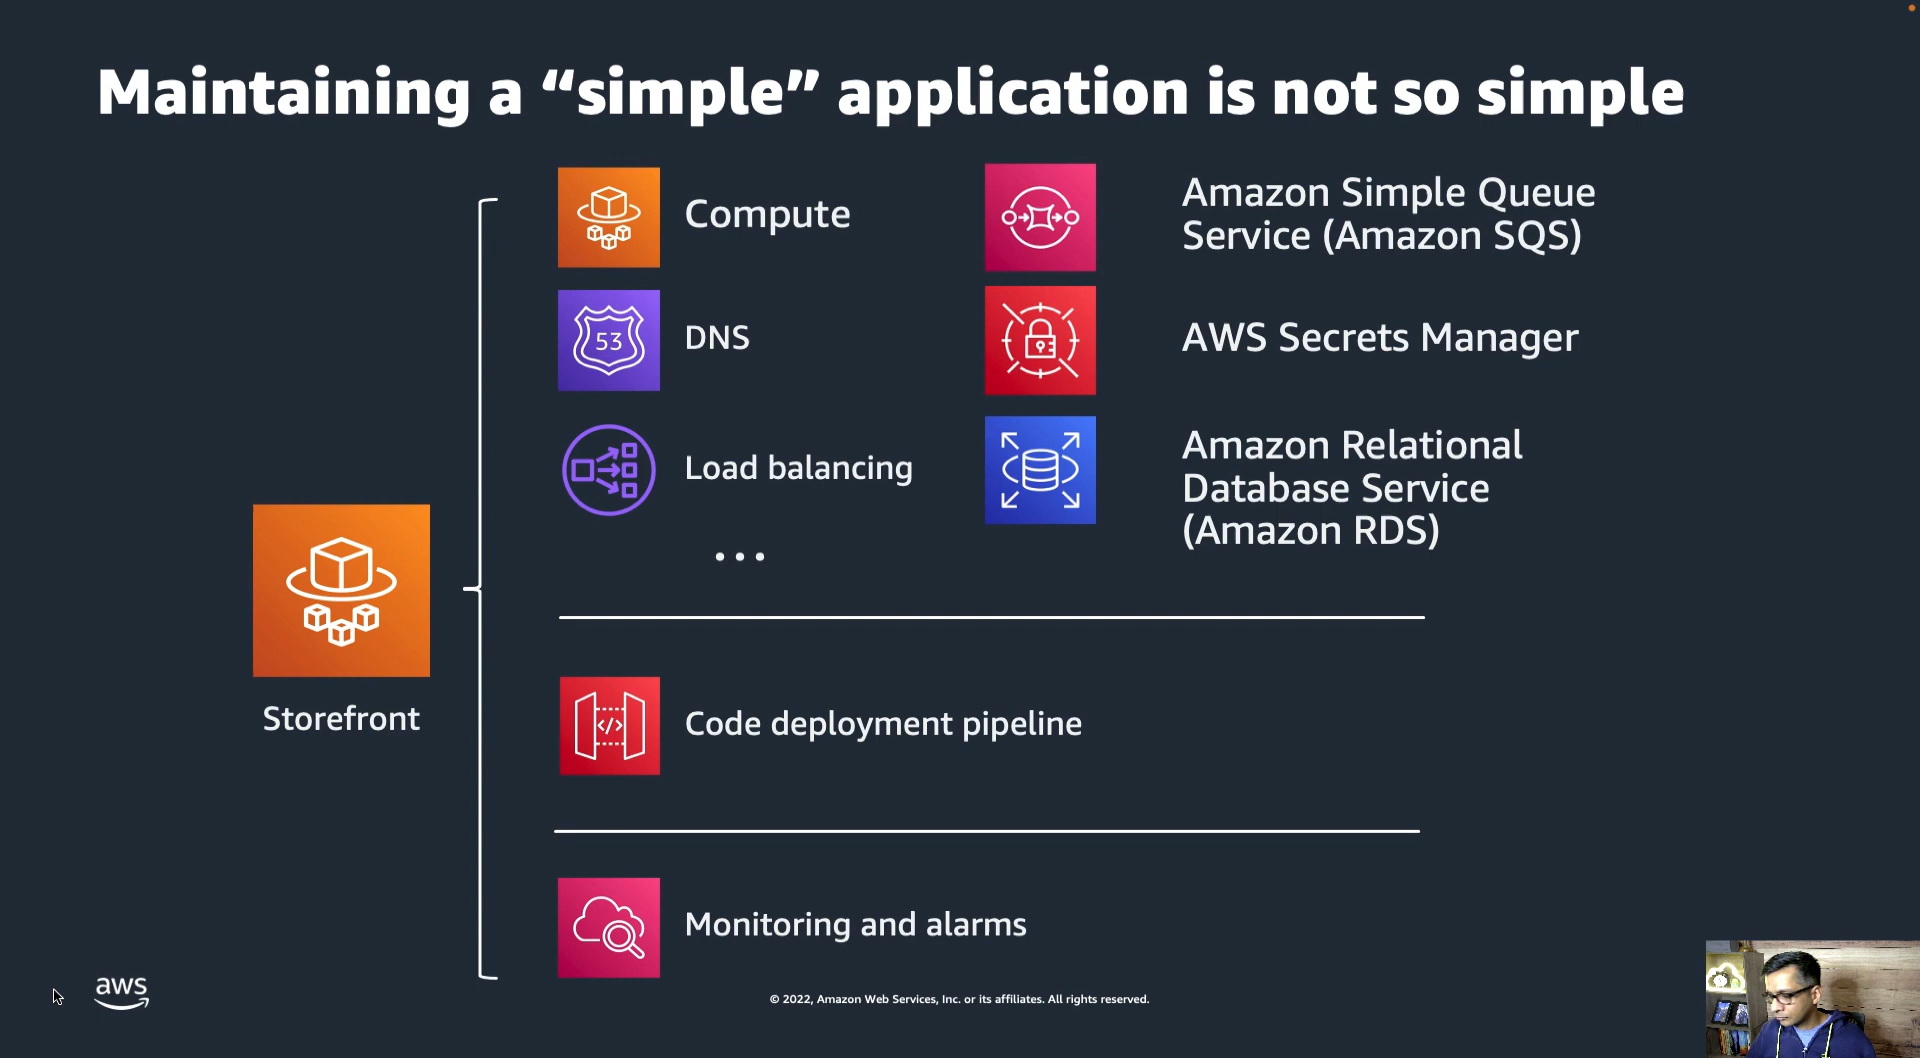 Maintaining a “simple” application is not so simple
Compute
Amazon Simple Queue
Service (Amazon SQS)
53
DNS
AWS Secrets Manager
Load balancing
Amazon Relational
Database Service
(Amazon RDS)
...
Storefront
</>
Code deployment pipeline
Monitoring and alarms
aws
© 2022, Amazon Web Services, Inc. or its affiliates. All rights reserved.